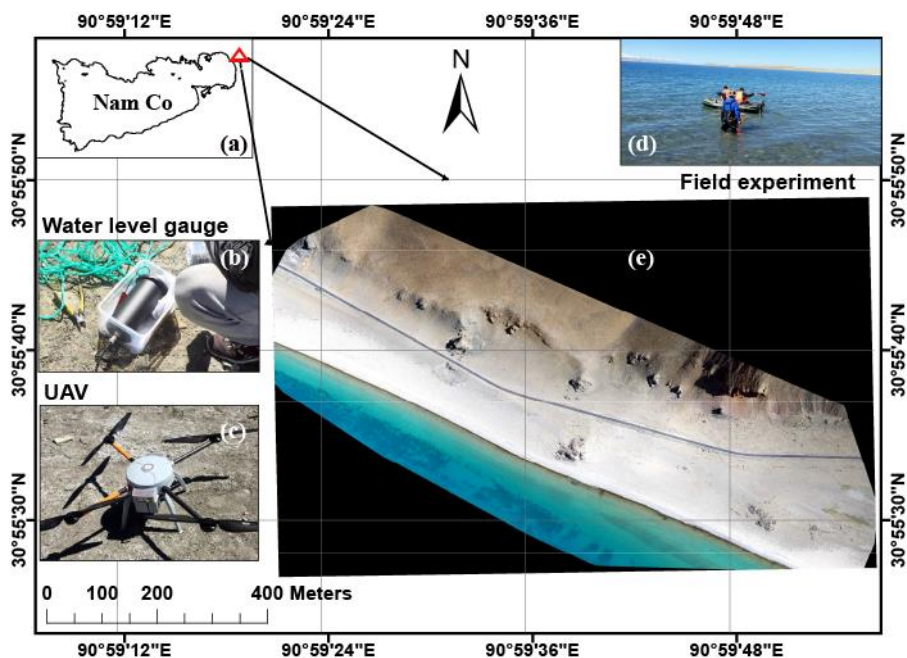 90°59'12"E 90°59'24"E 90°59'36"E 90°59'48"E
Nam Co
(a)
N
(d)
Field experiment
30°55'50"N
30°55'50"N
Water level gauge
(b)
(e)
30°55'40"N
30°55'40"N
UAV
(c)
30°55'30"N
30°55'30"N
0 100 200 400 Meters
90°59'12"E 90°59'24"E 90°59'36"E 90°59'48"E